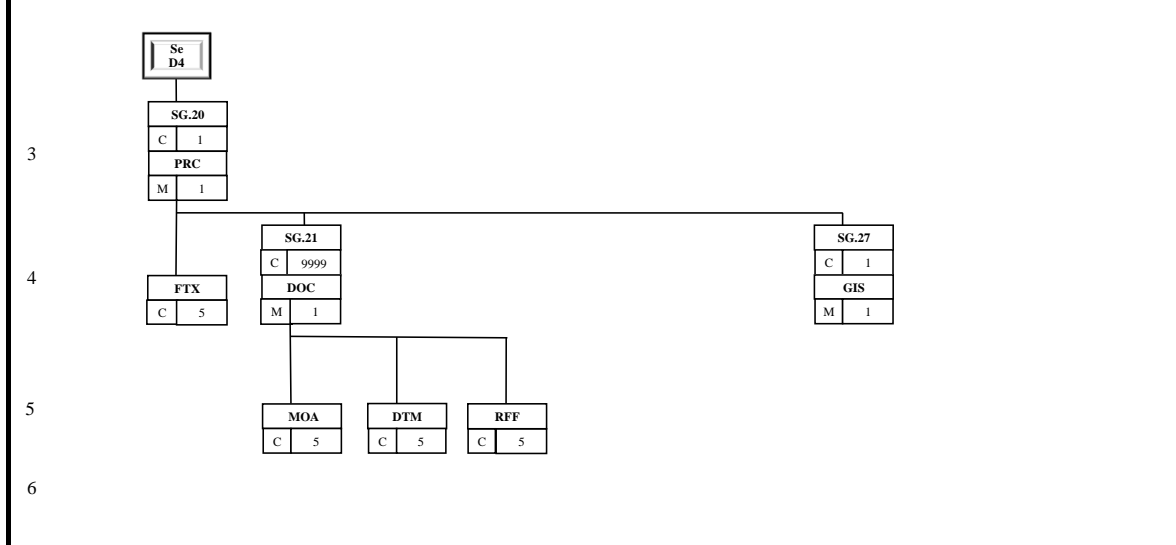 Se
D4
SG.20
C 1
3
PRC
M 1
SG.21 SG.27
C 9999 C 1
4
FTX DOC GIS
C 5 M 1 M 1
5
MOA DTM RFF
C 5 C 5 C 5
6